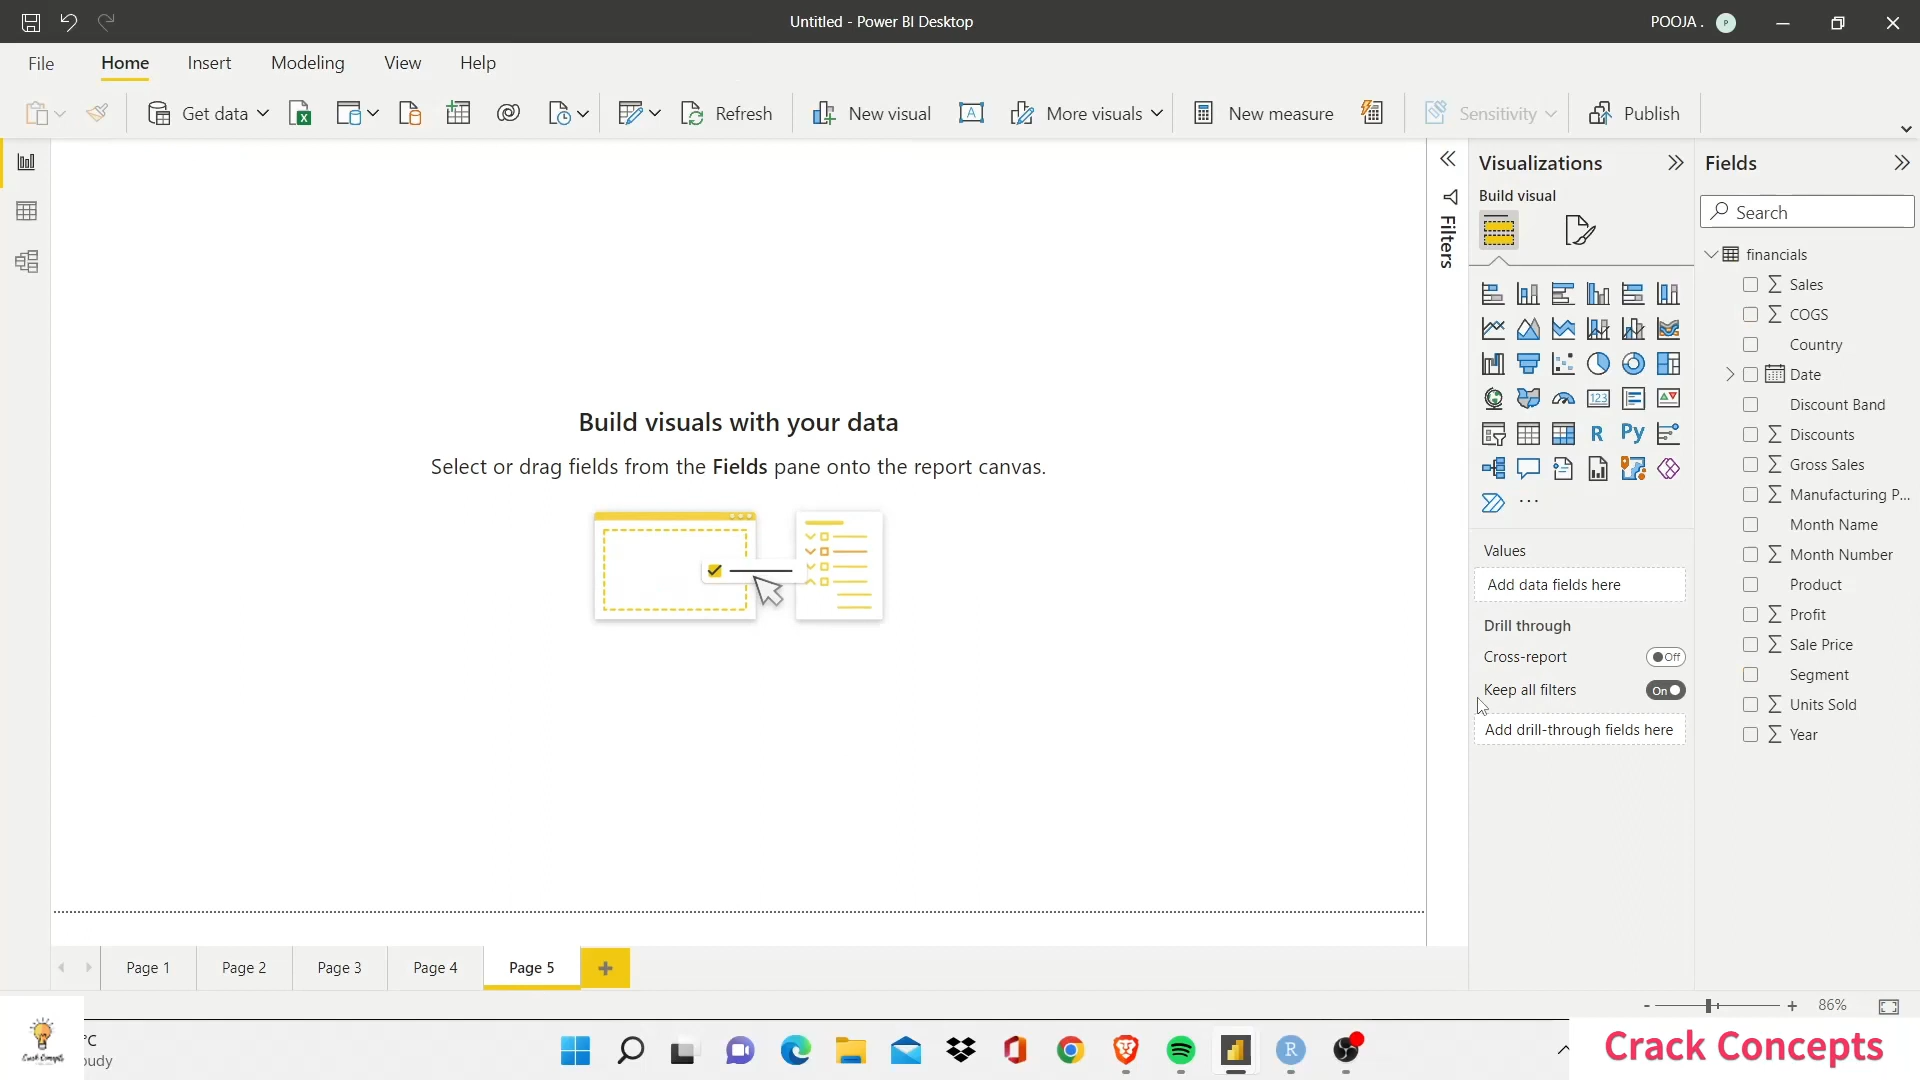 Untitled - Power BI Desktop
POOJA .
P
File
Home
Insert
Modeling
View
Help
Get data
Refresh
New visual
More visuals
New measure
Sensitivity
Publish
Build visuals with your data
Select or drag fields from the Fields pane onto the report canvas.
Filters
Visualizations
Build visual
123
R
Py
...
Values
Add data fields here
Drill through
Cross-report
Off
Keep all filters
On
Add drill-through fields here
Fields
Search
financials
Sales
COGS
Country
Date
Discount Band
Discounts
Gross Sales
Manufacturing P...
Month Name
Month Number
Product
Profit
Sale Price
Segment
Units Sold
Year
Page 1
Page 2
Page 3
Page 4
Page 5
86%
°C
oudy
Crack Concepts
R
Crack Concepts